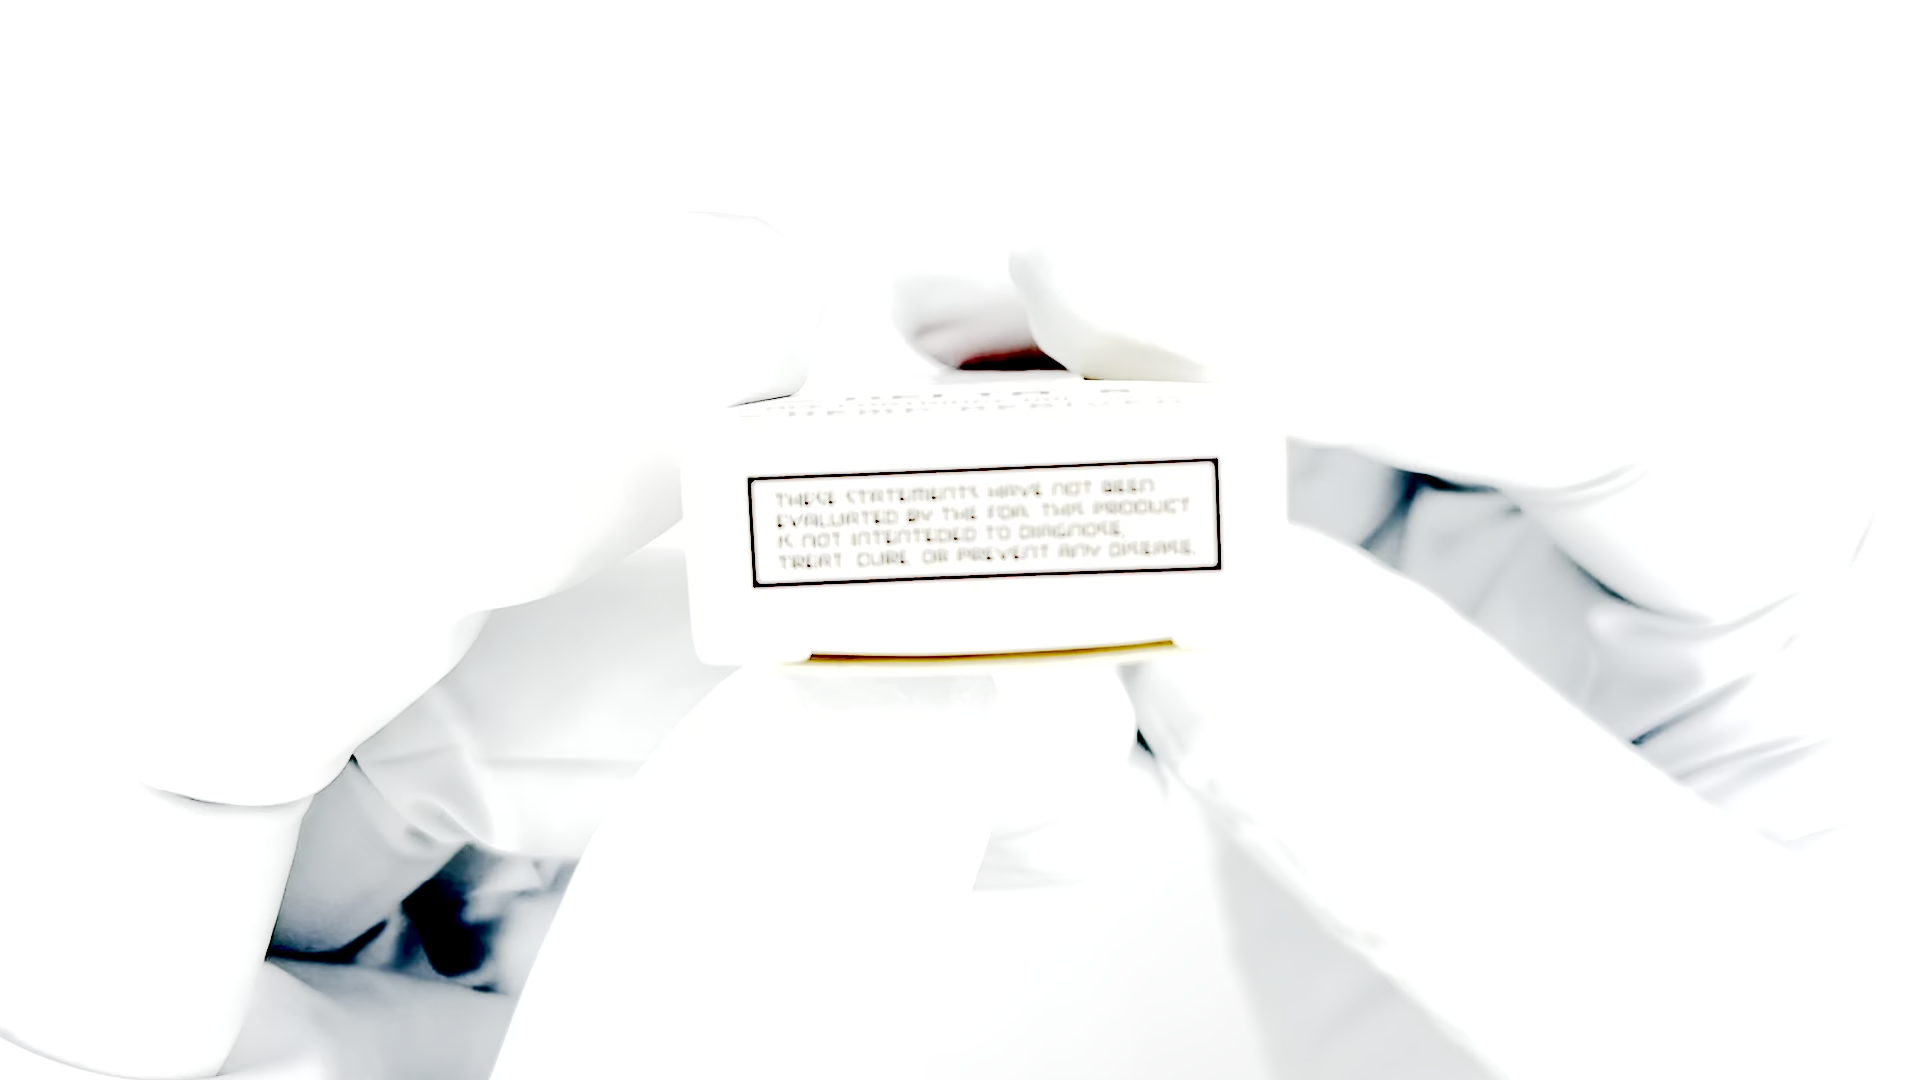 THESE STATEMENTS HAVE NOT BEEN
EVALUATED BY THE FDA. THIS PRODUCT
IS NOT INTENTEDED TO DIAGNOSE,
TREAT CURE OR PREVENT ANY DISEASE.